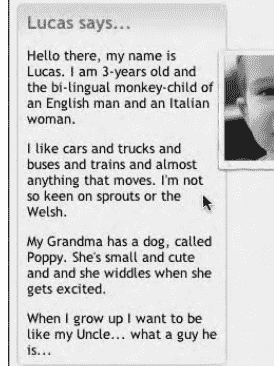 Lucas says...
Hello there, my name is
Lucas. I am 3-years old and
the bi-lingual monkey-child of
an English man and an Italian
woman.
I like cars and trucks and
buses and trains and almost
anything that moves. I'm not
so keen on sprouts or the
Welsh.
My Grandma has a dog, called
Poppy. She's small and cute
and and she widdles when she
gets excited.
When I grow up I want to be
like my Uncle... what a guy he
is...